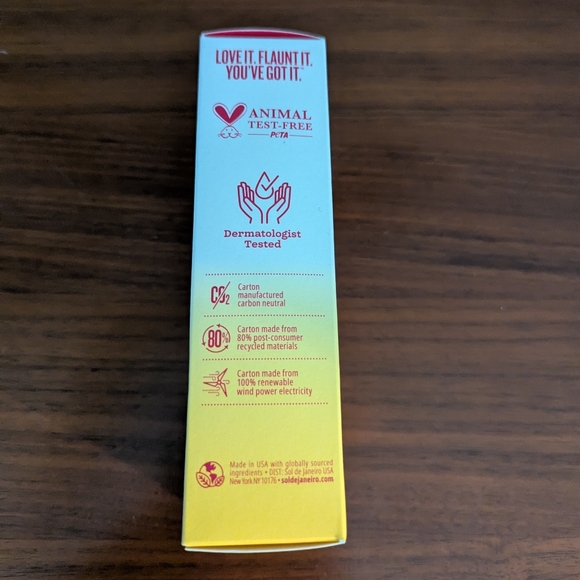 LOVE IT. FLAUNT IT.
YOU'VE GOT IT.™
ANIMAL
TEST-FREE
PETA
Dermatologist
Tested
CO2
Carton
manufactured
carbon neutral
80%
Carton made from
80% post-consumer
recycled materials
Carton made from
100% renewable
wind power electricity
Made in USA with globally sourced
ingredients • DIST: Sol de Janeiro USA
New York NY 10176 • soldejaneiro.com